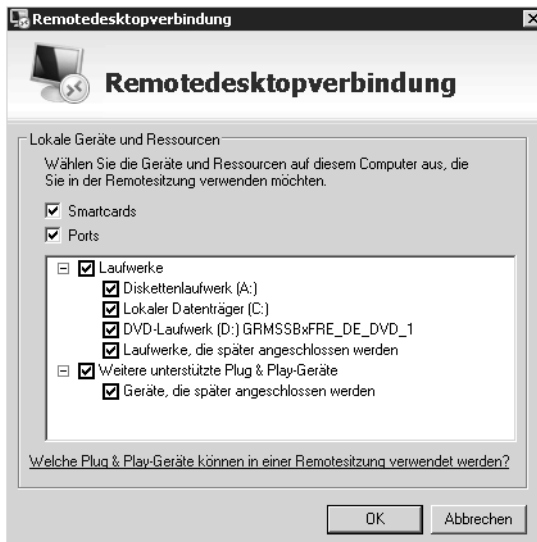 Remotedesktopverbindung
Remotedesktopverbindung
Lokale Geräte und Ressourcen
Wählen Sie die Geräte und Ressourcen auf diesem Computer aus, die
Sie in der Remotesitzung verwenden möchten.
Smartcards
Ports
Laufwerke
Diskettenlaufwerk (A:)
Lokaler Datenträger (C:)
DVD-Laufwerk (D:) GRMSSBxFRE_DE_DVD_1
Laufwerke, die später angeschlossen werden
Weitere unterstützte Plug & Play-Geräte
Geräte, die später angeschlossen werden
Welche Plug & Play-Geräte können in einer Remotesitzung verwendet werden?
OK
Abbrechen